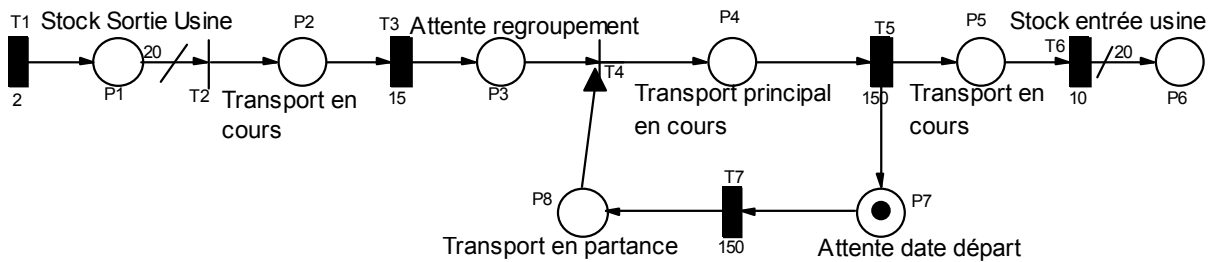 T1
Stock Sortie Usine
P2
T3
Attente regroupement
P4
T5
P5
Stock entrée usine
20
T6
20
2
P1
T2
15
P3
T4
150
10
P6
Transport en
cours
Transport principal
en cours
Transport en
cours
P8
T7
P7
Transport en partance
150
Attente date départ